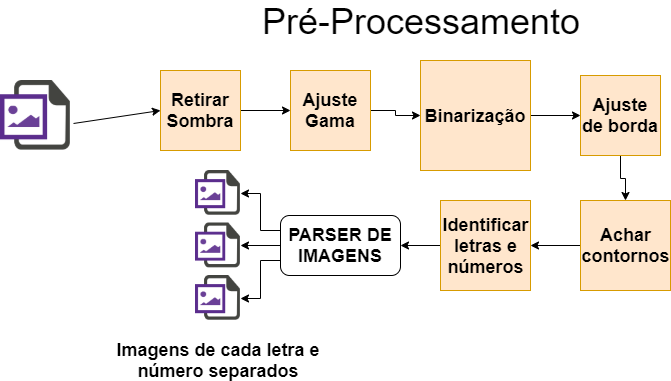 Pré-Processamento
Retirar
Sombra
Ajuste
Gama
Binarização
Ajuste
de borda
Achar
contornos
Identificar
letras e
números
PARSER DE
IMAGENS
Imagens de cada letra e
número separados